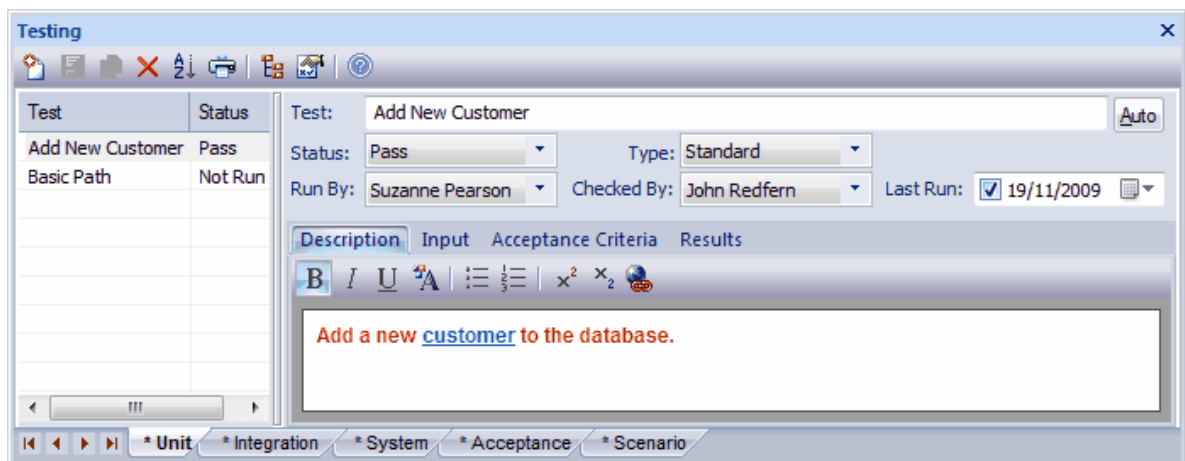 Testing
Test Status
Add New Customer Pass
Basic Path Not Run
Test: Add New Customer Auto
Status: Pass Type: Standard
Run By: Suzanne Pearson Checked By: John Redfern Last Run: 19/11/2009
Description Input Acceptance Criteria Results
B I U A x² x₂
Add a new customer to the database.
* Unit * Integration * System * Acceptance * Scenario